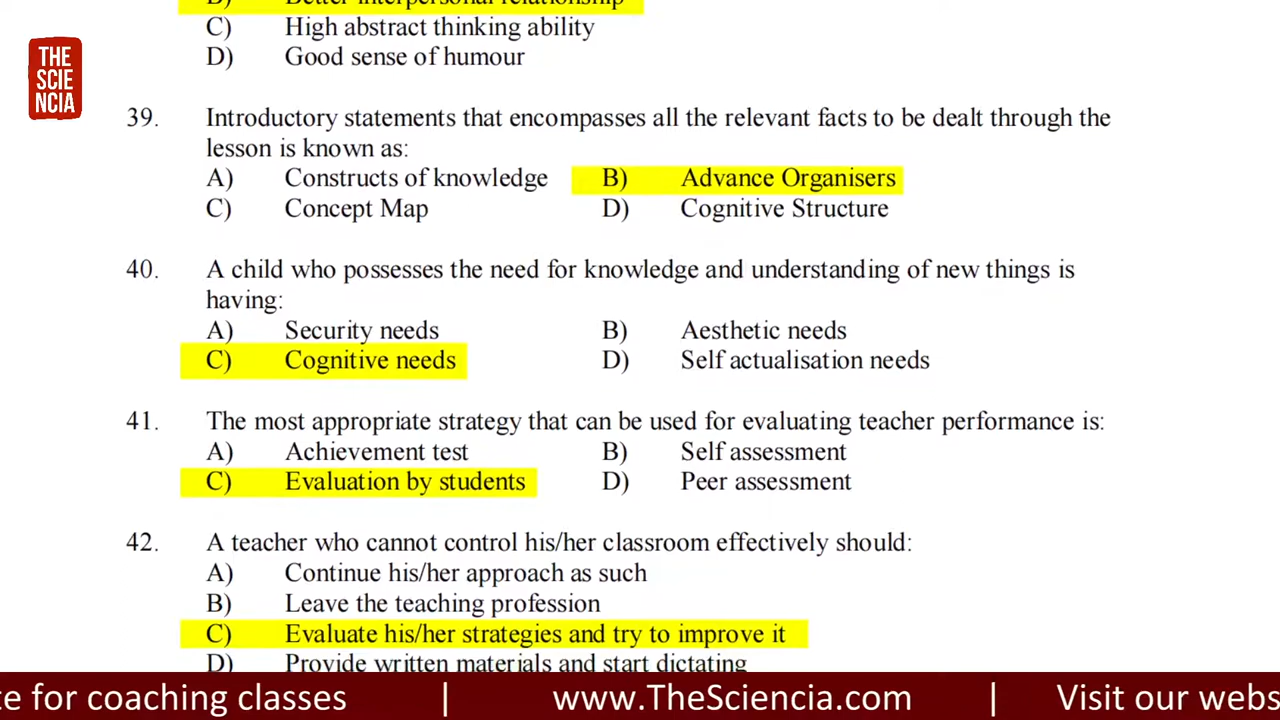 B) Better interpersonal relationship
C) High abstract thinking ability
D) Good sense of humour
THE
SCIE
NCIA
39. Introductory statements that encompasses all the relevant facts to be dealt through the
lesson is known as:
A) Constructs of knowledge B) Advance Organisers
C) Concept Map D) Cognitive Structure
40. A child who possesses the need for knowledge and understanding of new things is
having:
A) Security needs B) Aesthetic needs
C) Cognitive needs D) Self actualisation needs
41. The most appropriate strategy that can be used for evaluating teacher performance is:
A) Achievement test B) Self assessment
C) Evaluation by students D) Peer assessment
42. A teacher who cannot control his/her classroom effectively should:
A) Continue his/her approach as such
B) Leave the teaching profession
C) Evaluate his/her strategies and try to improve it
D) Provide written materials and start dictating
te for coaching classes | www.TheSciencia.com | Visit our webs